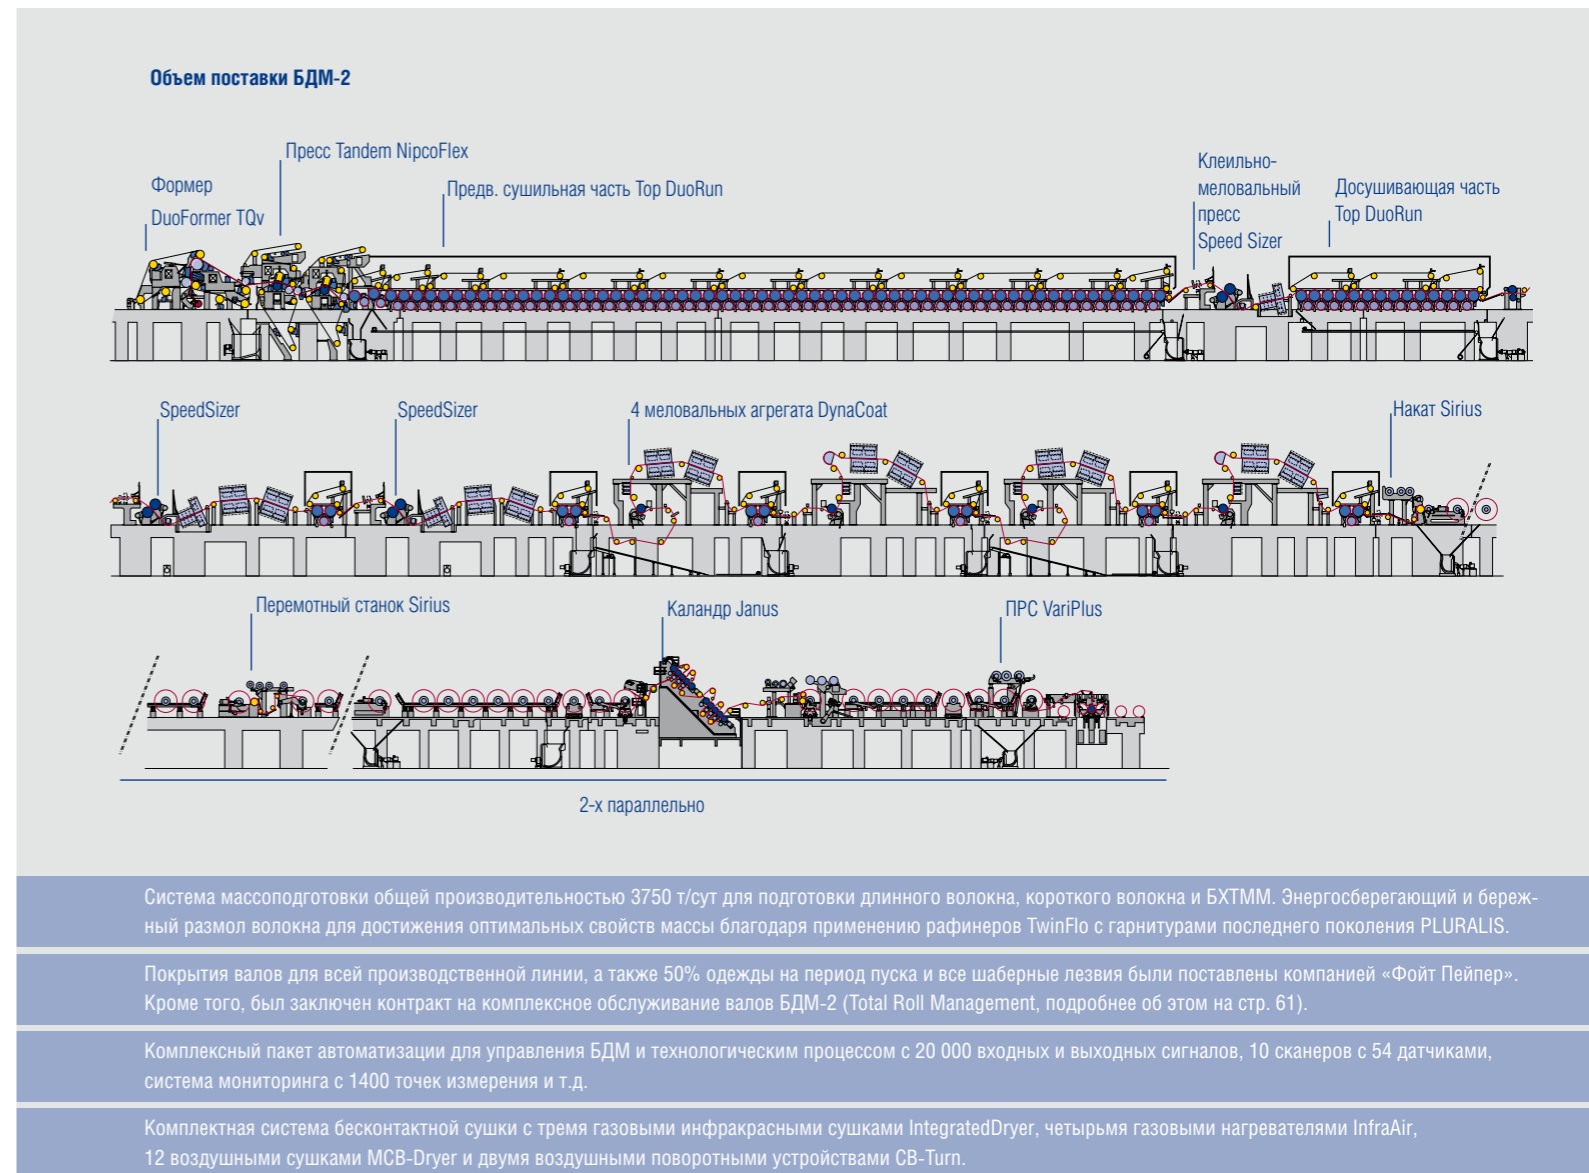 Объем поставки БДМ-2
Пресс Tandem NipcoFlex
Формер
DuoFormer TQv
Предв. сушильная часть Top DuoRun
Клеильно-
меловальный
пресс
Speed Sizer
Досушивающая часть
Top DuoRun
SpeedSizer
SpeedSizer
4 меловальных агрегата DynaCoat
Накат Sirius
Перемотный станок Sirius
Каландр Janus
ПРС VariPlus
2-х параллельно
Система массоподготовки общей производительностью 3750 т/сут для подготовки длинного волокна, короткого волокна и БХТММ. Энергосберегающий и береж-
ный размол волокна для достижения оптимальных свойств массы благодаря применению рафинеров TwinFlo с гарнитурами последнего поколения PLURALIS.
Покрытия валов для всей производственной линии, а также 50% одежды на период пуска и все шаберные лезвия были поставлены компанией «Фойт Пейпер».
Кроме того, был заключен контракт на комплексное обслуживание валов БДМ-2 (Total Roll Management, подробнее об этом на стр. 61).
Комплексный пакет автоматизации для управления БДМ и технологическим процессом с 20 000 входных и выходных сигналов, 10 сканеров с 54 датчиками,
система мониторинга с 1400 точек измерения и т.д.
Комплектная система бесконтактной сушки с тремя газовыми инфракрасными сушками IntegratedDryer, четырьмя газовыми нагревателями InfraAir,
12 воздушными сушками MCB-Dryer и двумя воздушными поворотными устройствами CB-Turn.